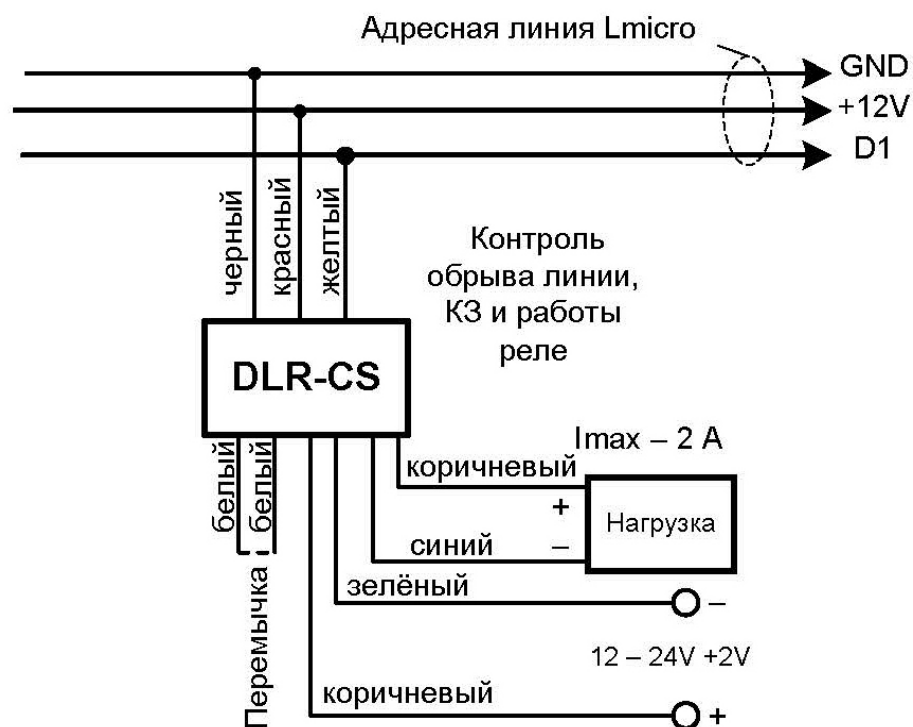 Адресная линия Lmicro
GND
+12V
D1
черный
красный
желтый
Контроль
обрыва линии,
КЗ и работы
реле
DLR-CS
белый
белый
Imax – 2 А
коричневый
+
Нагрузка
–
синий
зелёный
–
Перемычка
12 – 24V +2V
коричневый
+